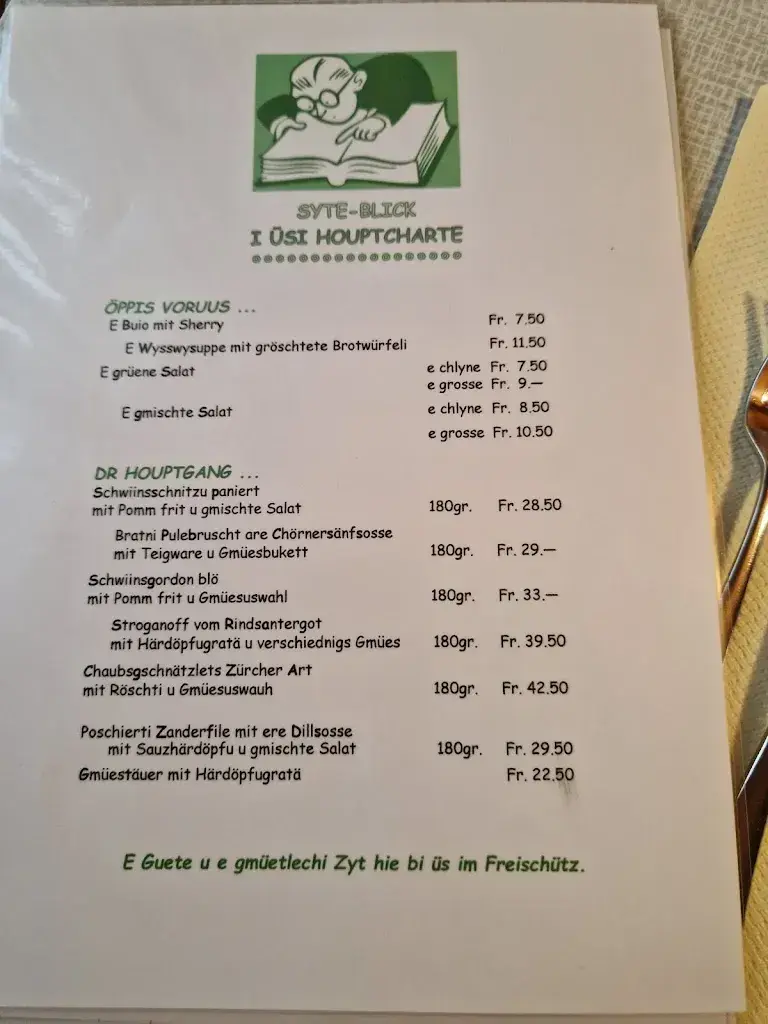 SYTE-BLICK
I ÜSI HOUPTCHARTE
ÖPPIS VORUUS ...
E Buio mit Sherry Fr. 7.50
E Wysswysuppe mit gröschtete Brotwürfeli Fr. 11.50
E grüene Salat e chlyne Fr. 7.50
e grosse Fr. 9.—
E gmischte Salat e chlyne Fr. 8.50
e grosse Fr. 10.50
DR HOUPTGANG ...
Schwiinsschnitzu paniert
mit Pomm frit u gmischte Salat 180gr. Fr. 28.50
Bratni Pulebruscht are Chörnersänfsosse
mit Teigware u Gmüesbukett 180gr. Fr. 29.—
Schwiinsgordon blö
mit Pomm frit u Gmüesuswahl 180gr. Fr. 33.—
Stroganoff vom Rindsantergot
mit Härdöpfugratä u verschiednigs Gmües 180gr. Fr. 39.50
Chaubsgschnätzlets Zürcher Art
mit Röschti u Gmüesuswauh 180gr. Fr. 42.50
Poschierti Zanderfile mit ere Dillsosse
mit Sauzhärdöpfu u gmischte Salat 180gr. Fr. 29.50
Gmüestäuer mit Härdöpfugratä Fr. 22.50
E Guete u e gmüetlechi Zyt hie bi üs im Freischütz.